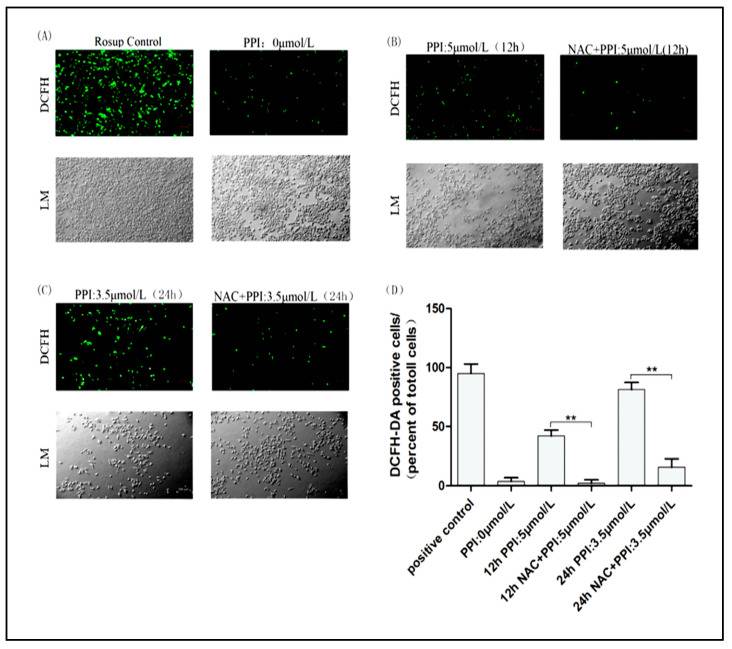 (A)
Rosup Control
PPI: 0μmol/L
DCFH
LM
(B)
PPI:5μmol/L (12h)
NAC+PPI:5μmol/L(12h)
DCFH
LM
(C)
PPI:3.5μmol/L (24h)
NAC+PPI:3.5μmol/L (24h)
DCFH
LM
(D)
DCFH-DA positive cells/
(percent of totoll cells)
150
100
50
0
**
**
positive control
PPI:0μmol/L
12h PPI:5μmol/L
12h NAC+PPI:5μmol/L
24h PPI:3.5μmol/L
24h NAC+PPI:3.5μmol/L